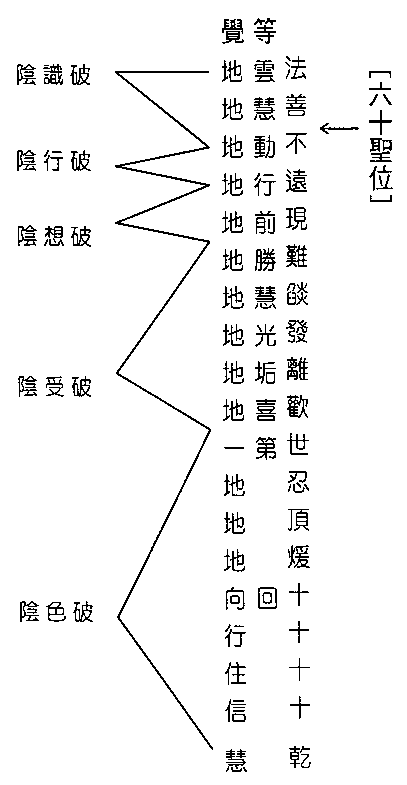 [六十聖位]
等覺
法雲地
善慧地
不動地
遠行地
現前地
難勝地
燄慧地
發光地
離垢地
歡喜地
世第一
忍地
頂地
煖地
十回向
十行
十住
十信
乾慧
破識陰
破行陰
破想陰
破受陰
破色陰